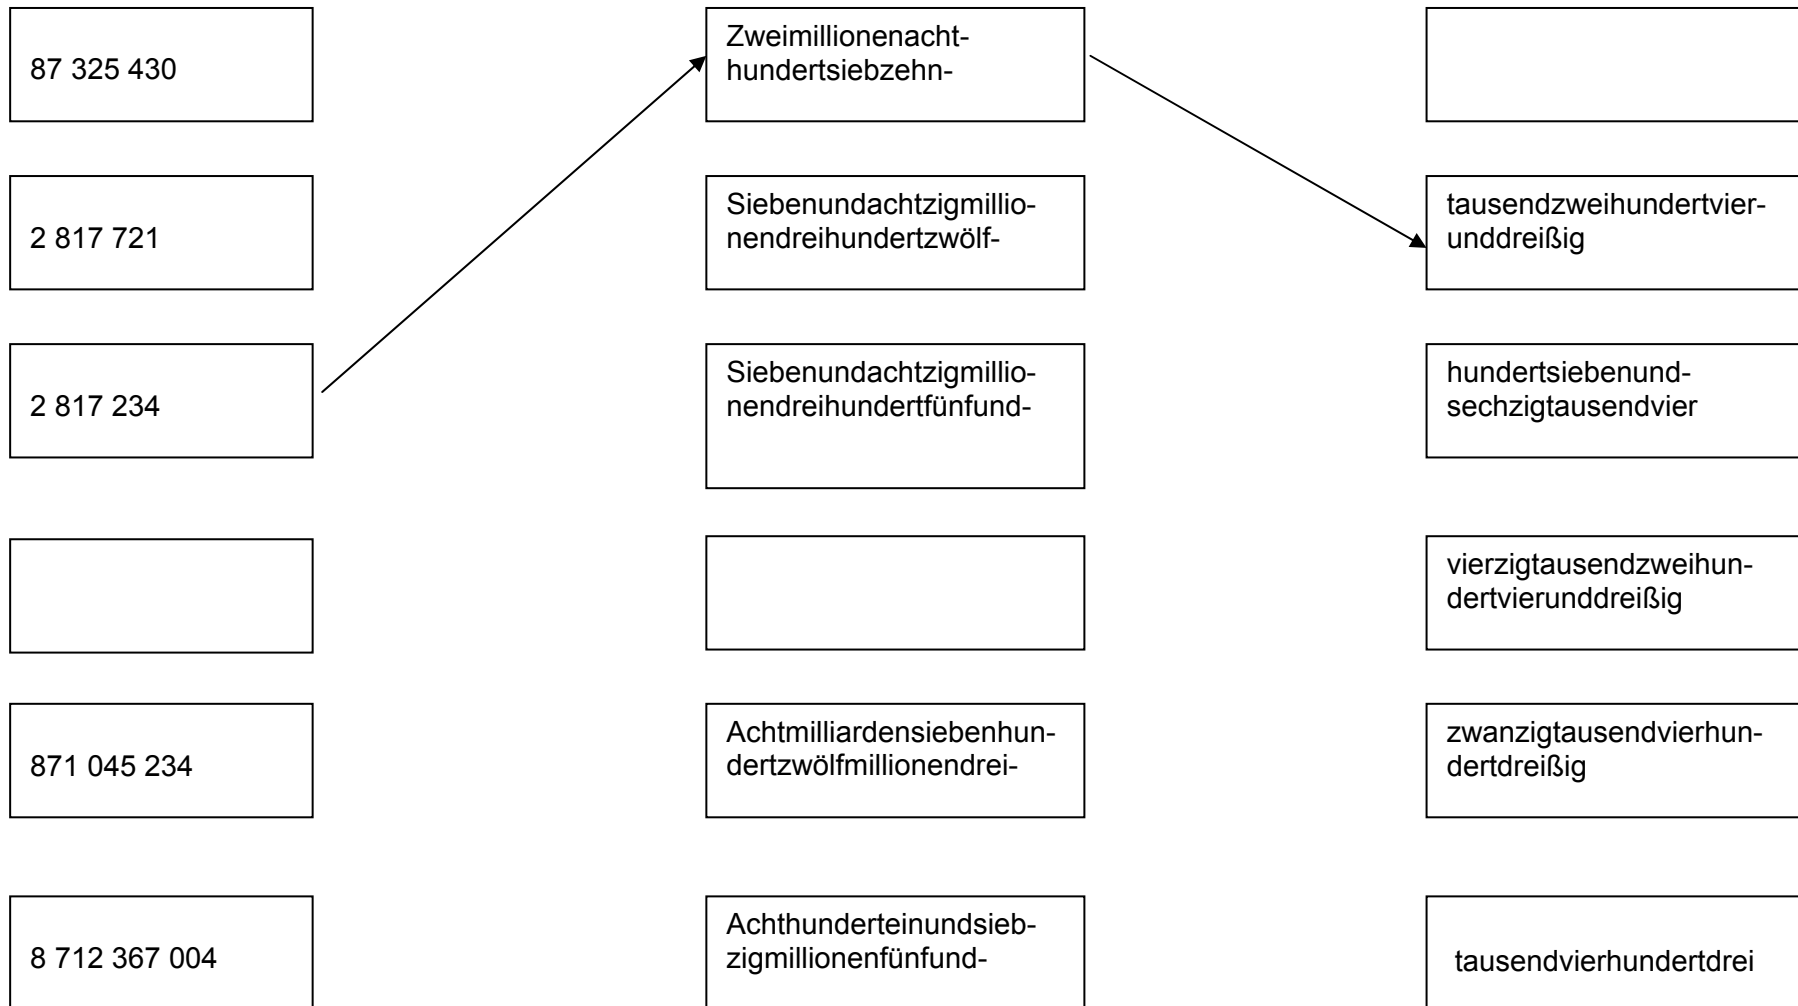 87 325 430
Zweimillionenacht-
hundertsiebzehn-
2 817 721
Siebenundachtzigmillio-
nendreihundertzwölf-
tausendzweihundertvier-
unddreißig
2 817 234
Siebenundachtzigmillio-
nendreihundertfünfund-
hundertsiebenund-
sechzigtausendvier
vierzigtausendzweihun-
dertvierunddreißig
871 045 234
Achtmilliardensiebenhun-
dertzwölfmillionendrei-
zwanzigtausendvierhun-
dertdreißig
8 712 367 004
Achthunderteinundsieb-
zigmillionenfünfund-
tausendvierhundertdrei